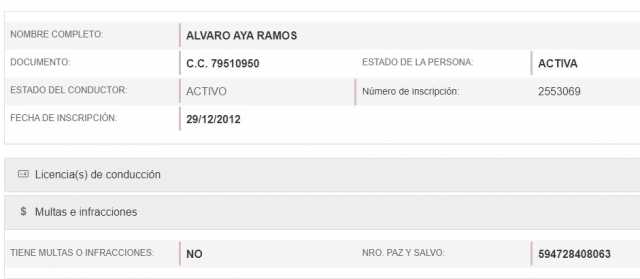 NOMBRE COMPLETO: ALVARO AYA RAMOS
DOCUMENTO: C.C. 79510950 ESTADO DE LA PERSONA: ACTIVA
ESTADO DEL CONDUCTOR: ACTIVO Número de inscripción: 2553069
FECHA DE INSCRIPCIÓN: 29/12/2012
Licencia(s) de conducción
$ Multas e infracciones
TIENE MULTAS O INFRACCIONES: NO NRO. PAZ Y SALVO: 594728408063